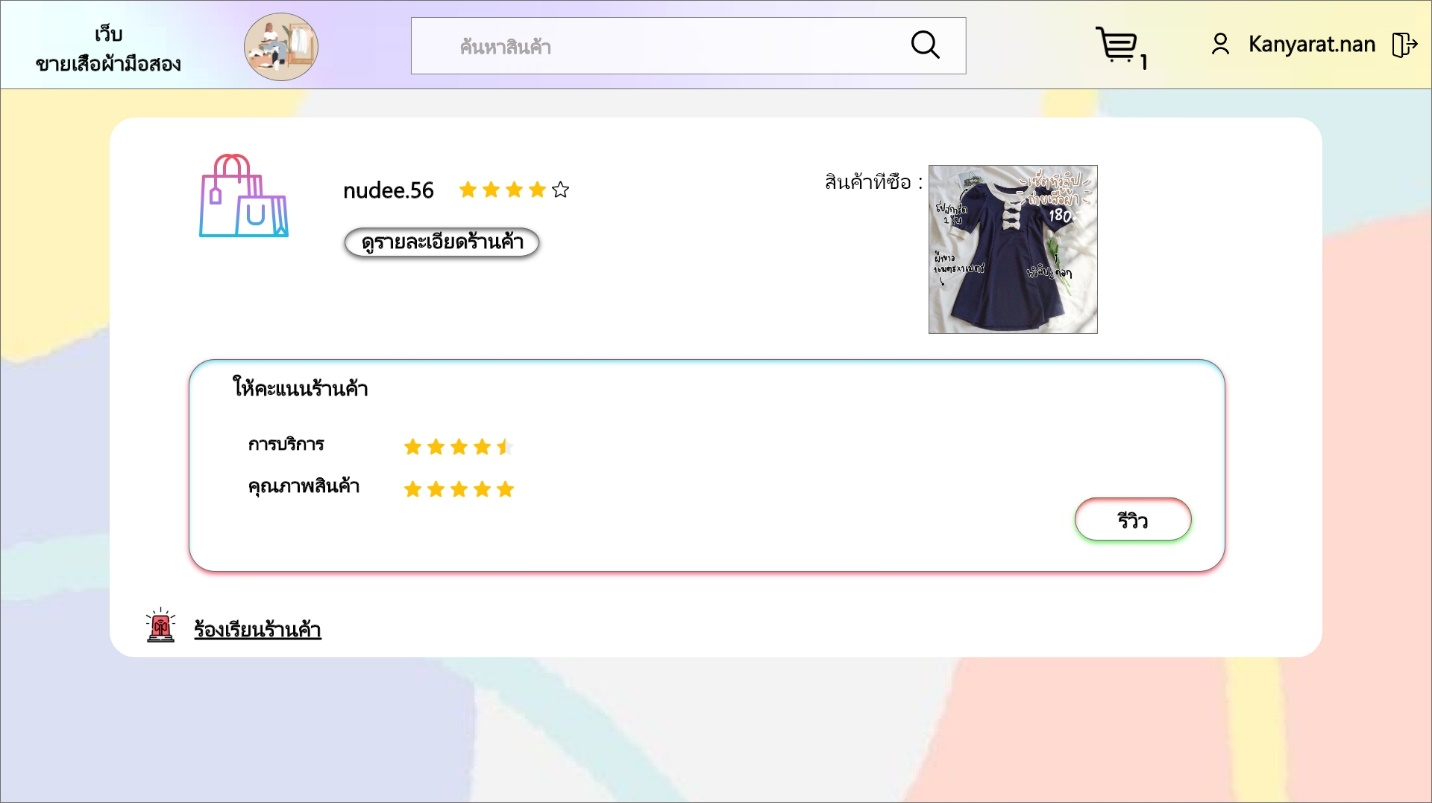 เว็บ
ขายเสื้อผ้ามือสอง
ค้นหาสินค้า
1
Kanyarat.nan
nudee.56
สินค้าที่ซื้อ :
180
ดูรายละเอียดร้านค้า
ให้คะแนนร้านค้า
การบริการ
คุณภาพสินค้า
รีวิว
ร้องเรียนร้านค้า